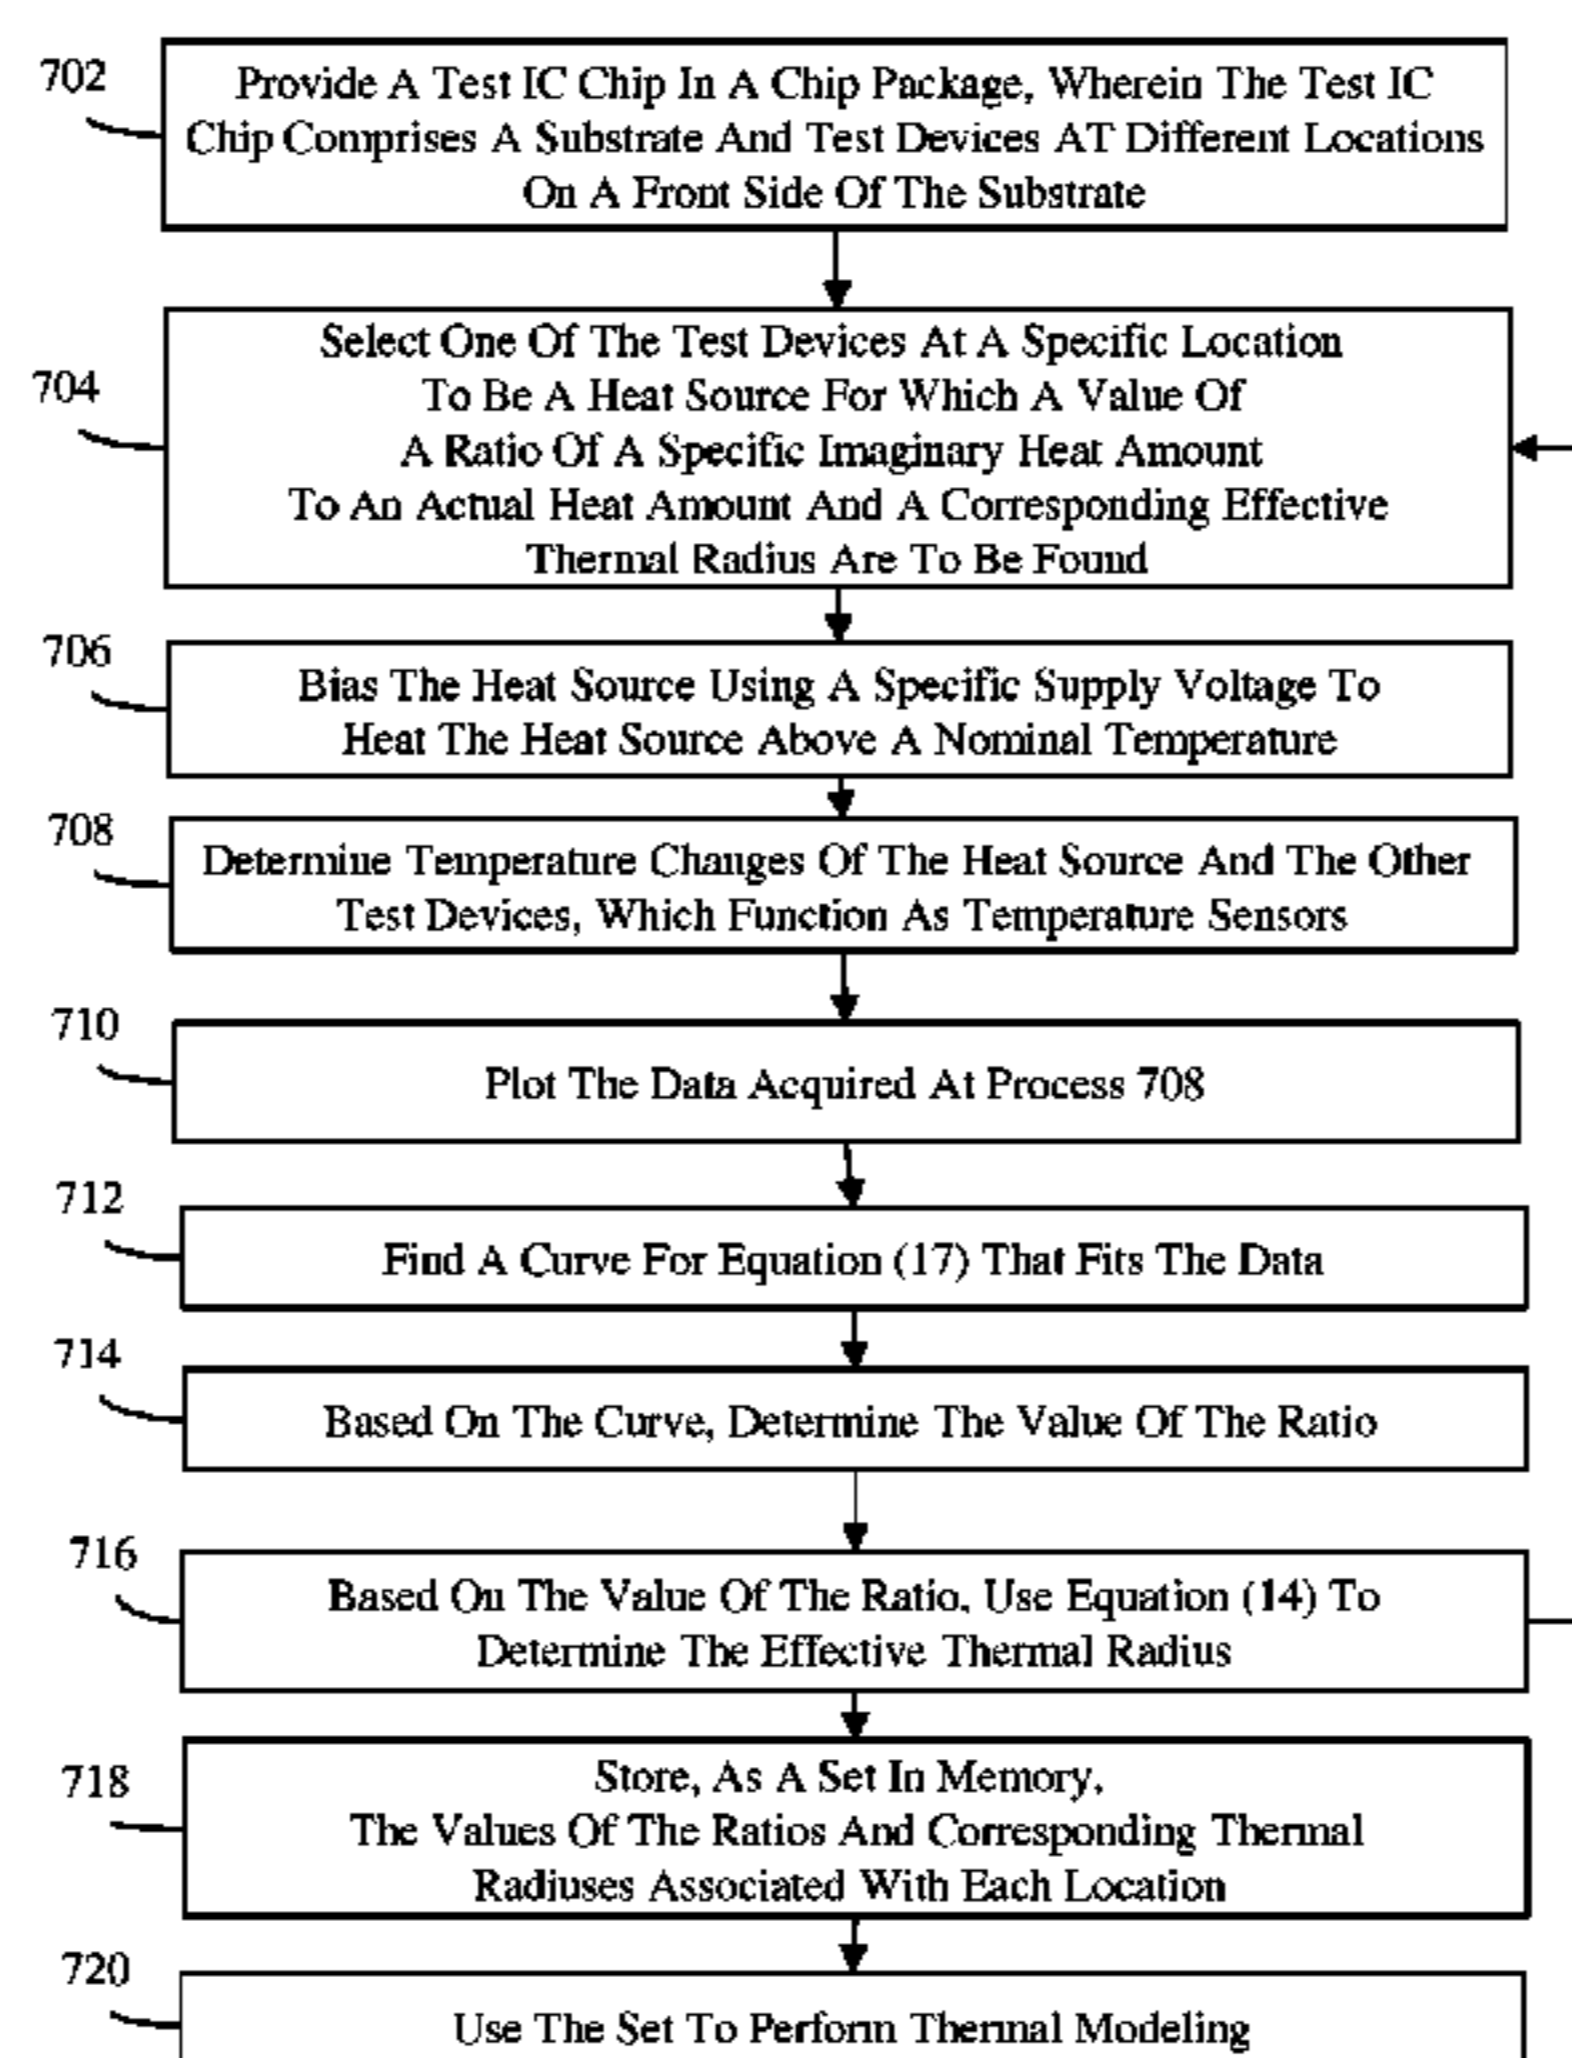 702
Provide A Test IC Chip In A Chip Package, Wherein The Test IC
Chip Comprises A Substrate And Test Devices AT Different Locations
On A Front Side Of The Substrate
704
Select One Of The Test Devices At A Specific Location
To Be A Heat Source For Which A Value Of
A Ratio Of A Specific Imaginary Heat Amount
To An Actual Heat Amount And A Corresponding Effective
Thermal Radius Are To Be Found
706
Bias The Heat Source Using A Specific Supply Voltage To
Heat The Heat Source Above A Nominal Temperature
708
Determine Temperature Changes Of The Heat Source And The Other
Test Devices, Which Function As Temperature Sensors
710
Plot The Data Acquired At Process 708
712
Find A Curve For Equation (17) That Fits The Data
714
Based On The Curve, Determine The Value Of The Ratio
716
Based On The Value Of The Ratio, Use Equation (14) To
Determine The Effective Thermal Radius
718
Store, As A Set In Memory,
The Values Of The Ratios And Corresponding Thermal
Radiuses Associated With Each Location
720
Use The Set To Perform Thermal Modeling